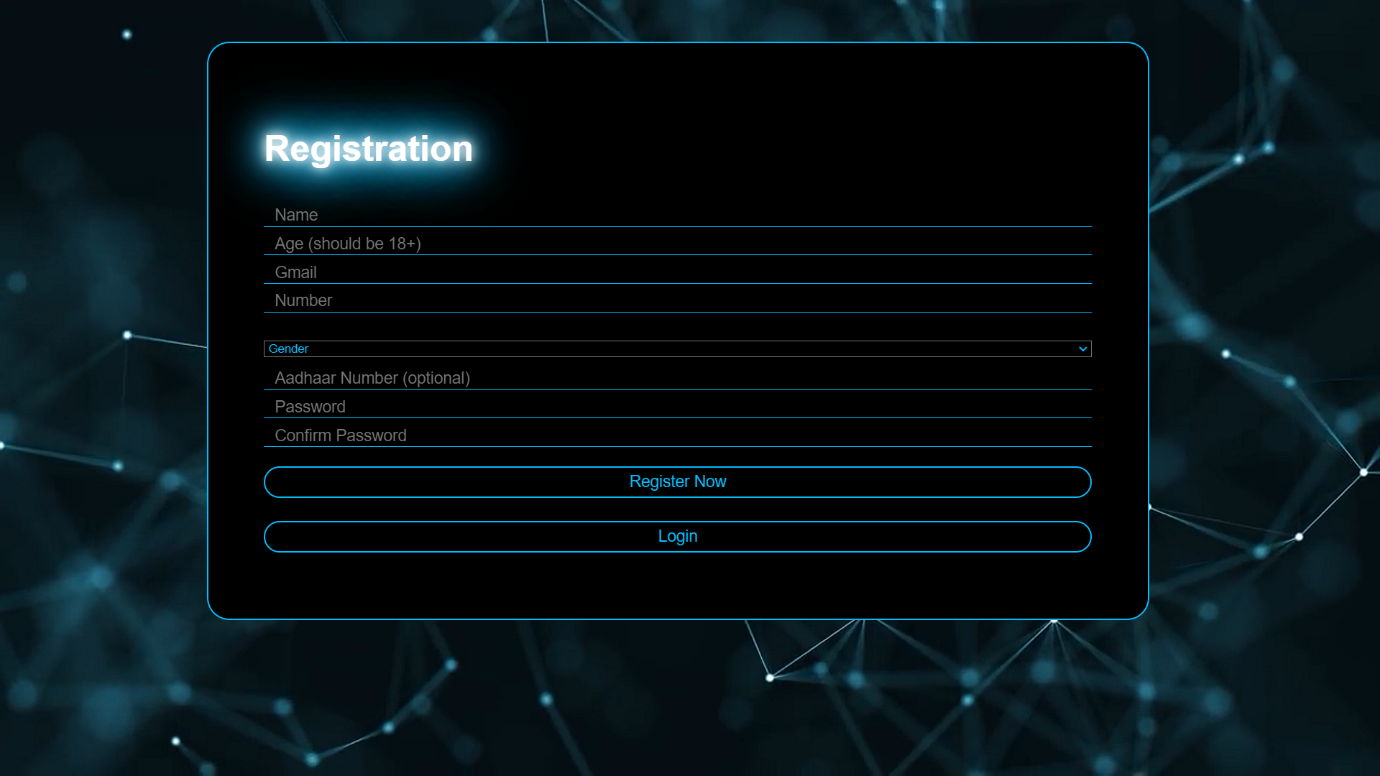 Registration
Name
Age (should be 18+)
Gmail
Number
Gender
Aadhaar Number (optional)
Password
Confirm Password
Register Now
Login